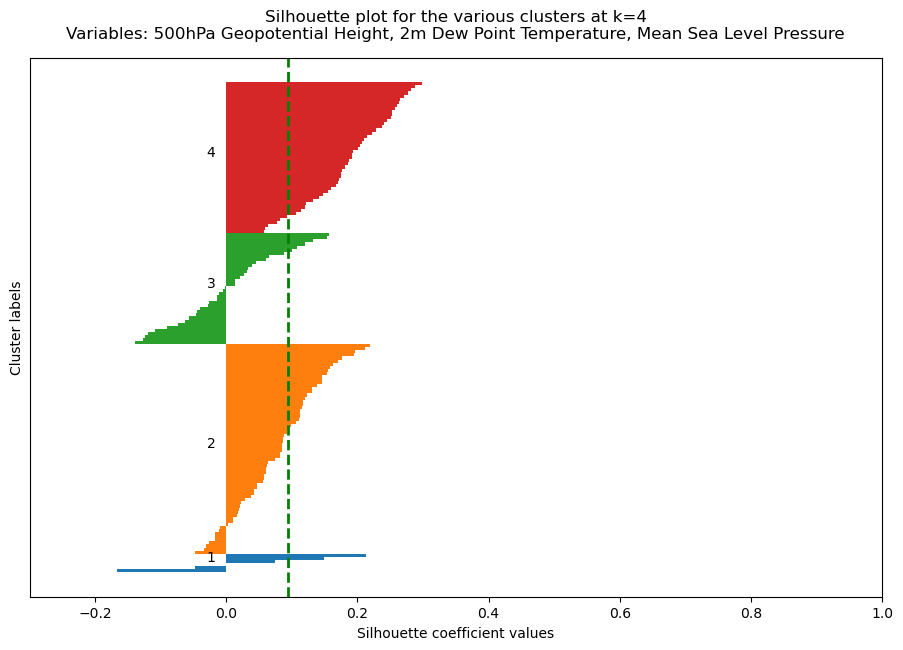 Silhouette plot for the various clusters at k=4
Variables: 500hPa Geopotential Height, 2m Dew Point Temperature, Mean Sea Level Pressure
Cluster labels
4
3
2
1
−0.2
0.0
0.2
0.4
0.6
0.8
1.0
Silhouette coefficient values